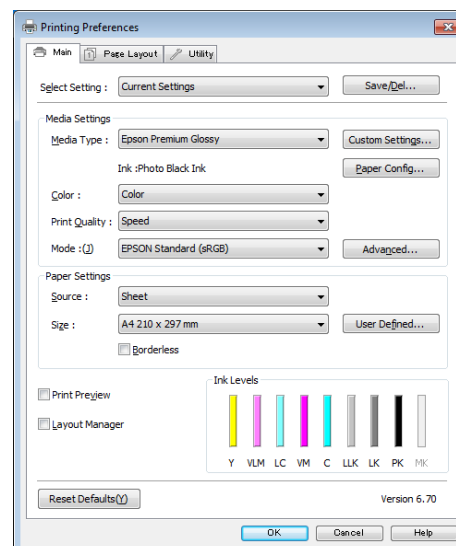 Printing Preferences
Main Page Layout Utility
Select Setting : Current Settings Save/Del...
Media Settings
Media Type : Epson Premium Glossy Custom Settings...
Ink :Photo Black Ink Paper Config...
Color : Color
Print Quality : Speed
Mode :(J) EPSON Standard (sRGB) Advanced...
Paper Settings
Source : Sheet
Size : A4 210 x 297 mm User Defined...
Borderless
Ink Levels
Print Preview
Layout Manager
Y VLM LC VM C LLK LK PK MK
Reset Defaults(Y) Version 6.70
OK Cancel Help